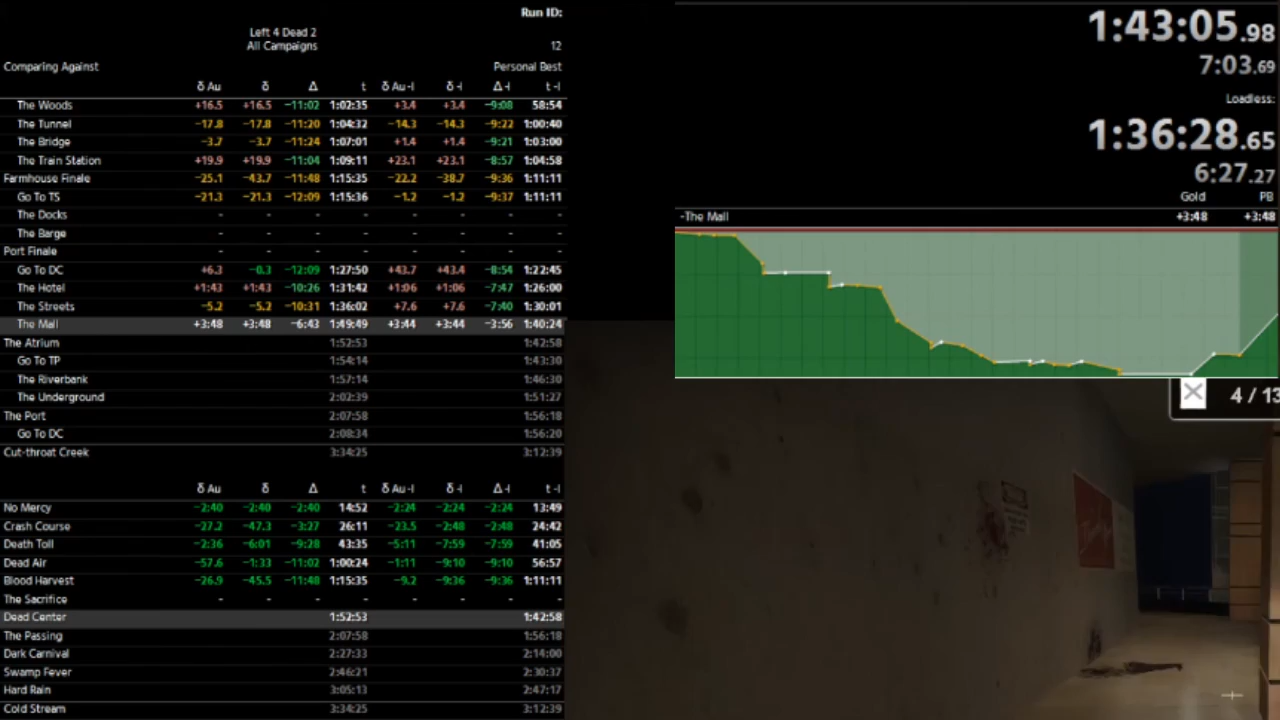 Run ID:
Left 4 Dead 2
All Campaigns
12
Comparing Against Personal Best
δ Au δ Δ t δ Au -l δ -l Δ -l t -l
The Woods +16.5 +16.5 −11:02 1:02:35 +3.4 +3.4 −9:08 58:54
The Tunnel −17.8 −17.8 −11:20 1:04:32 −14.3 −14.3 −9:22 1:00:40
The Bridge −3.7 −3.7 −11:24 1:07:01 +1.4 +1.4 −9:21 1:03:00
The Train Station +19.9 +19.9 −11:04 1:09:11 +23.1 +23.1 −8:57 1:04:58
Farmhouse Finale −25.1 −43.7 −11:48 1:15:35 −22.2 −38.7 −9:36 1:11:11
Go To TS −21.3 −21.3 −12:09 1:15:36 −1.2 −1.2 −9:37 1:11:11
The Docks - - - - - - - -
The Barge - - - - - - - -
Port Finale - - - - - - - -
Go To DC +6.3 −0.3 −12:09 1:27:50 +43.7 +43.4 −8:54 1:22:45
The Hotel +1:43 +1:43 −10:26 1:31:42 +1:06 +1:06 −7:47 1:26:00
The Streets −5.2 −5.2 −10:31 1:36:02 +7.6 +7.6 −7:40 1:30:01
The Mall +3:48 +3:48 −6:43 1:49:49 +3:44 +3:44 −3:56 1:40:24
The Atrium 1:52:53 1:42:58
Go To TP 1:54:14 1:43:30
The Riverbank 1:57:14 1:46:30
The Underground 2:02:39 1:51:27
The Port 2:07:58 1:56:18
Go To DC 2:08:34 1:56:20
Cut-throat Creek 3:34:25 3:12:39
δ Au δ Δ t δ Au -l δ -l Δ -l t -l
No Mercy −2:40 −2:40 −2:40 14:52 −2:24 −2:24 −2:24 13:49
Crash Course −27.2 −47.3 −3:27 26:11 −23.5 −2:48 −2:48 24:42
Death Toll −2:36 −6:01 −9:28 43:35 −5:11 −7:59 −7:59 41:05
Dead Air −57.6 −1:33 −11:02 1:00:24 −1:11 −9:10 −9:10 56:57
Blood Harvest −26.9 −45.5 −11:48 1:15:35 −9.2 −9:36 −9:36 1:11:11
The Sacrifice - - - - - - - -
Dead Center 1:52:53 1:42:58
The Passing 2:07:58 1:56:18
Dark Carnival 2:27:33 2:14:00
Swamp Fever 2:46:21 2:30:37
Hard Rain 3:05:13 2:47:17
Cold Stream 3:34:25 3:12:39
1:43:05.98
7:03.69
Loadless:
1:36:28.65
6:27.27
Gold PB
-The Mall +3:48 +3:48
4 / 13